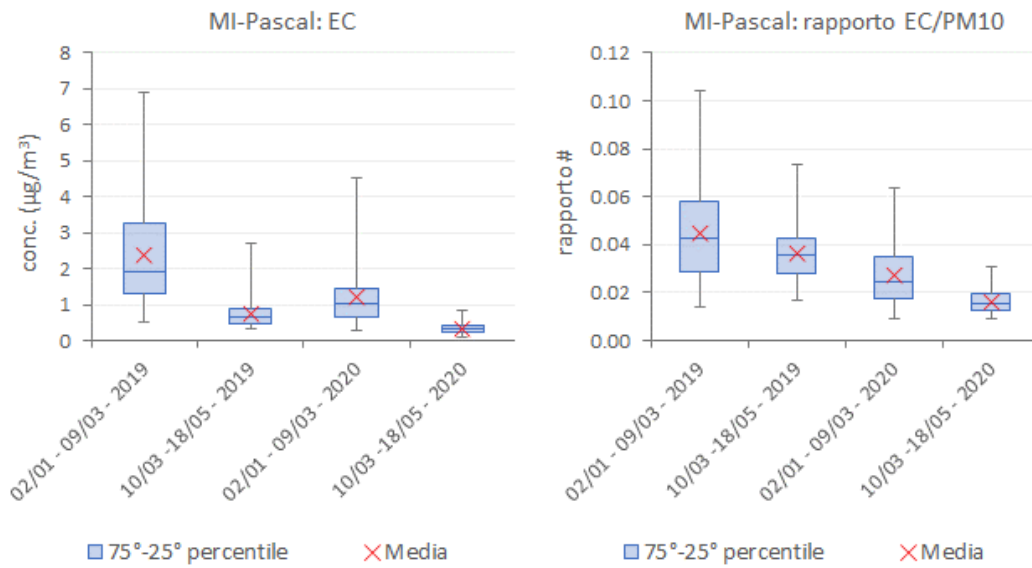 MI-Pascal: EC
conc. (µg/m³)
8
7
6
5
4
3
2
1
0
02/01 - 09/03 - 2019
10/03 -18/05 - 2019
02/01 - 09/03 - 2020
10/03 -18/05 - 2020
75°-25° percentile
Media
MI-Pascal: rapporto EC/PM10
rapporto #
0.12
0.10
0.08
0.06
0.04
0.02
0.00
02/01 - 09/03 - 2019
10/03 -18/05 - 2019
02/01 - 09/03 - 2020
10/03 -18/05 - 2020
75°-25° percentile
Media